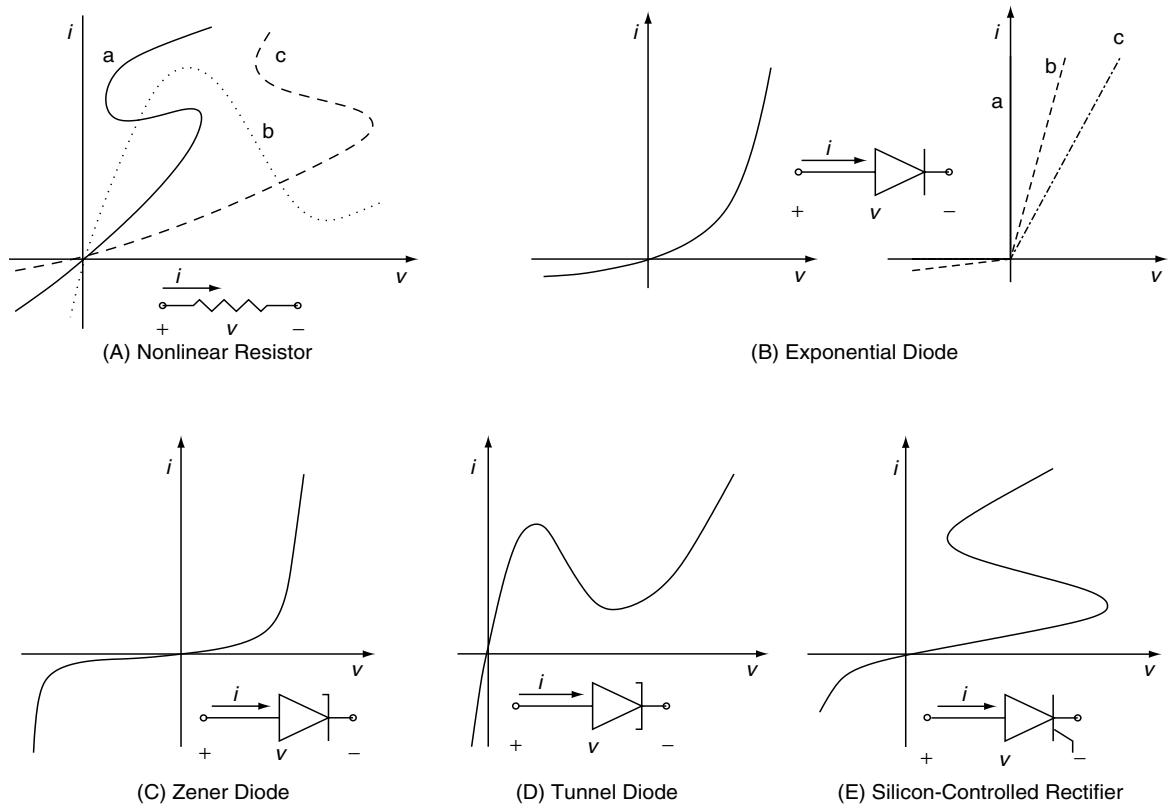 i
a
c
b
v
i
+ v −
(A) Nonlinear Resistor
i
v
i
+ v −
i
a
b
c
v
(B) Exponential Diode
i
v
i
+ v −
(C) Zener Diode
i
v
i
+ v −
(D) Tunnel Diode
i
v
i
+ v −
(E) Silicon-Controlled Rectifier